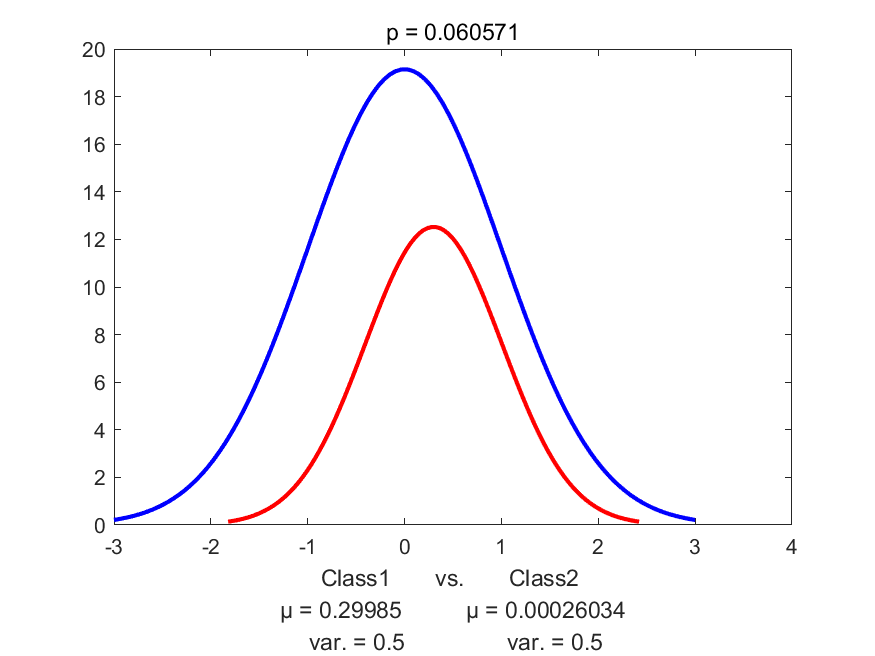 p = 0.060571
20
18
16
14
12
10
8
6
4
2
0
-3 -2 -1 0 1 2 3 4
Class1 vs. Class2
μ = 0.29985 μ = 0.00026034
var. = 0.5 var. = 0.5